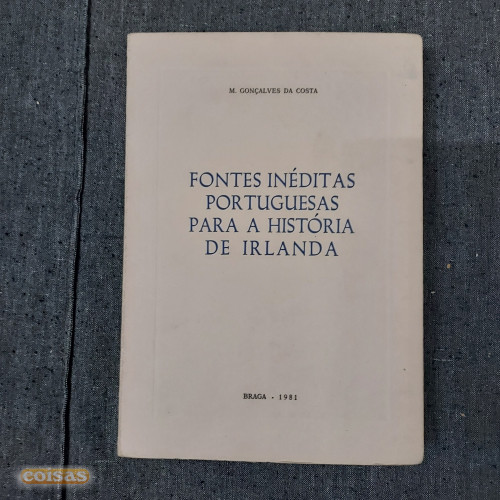 M. GONÇALVES DA COSTA
FONTES INÉDITAS
PORTUGUESAS
PARA A HISTÓRIA
DE IRLANDA
BRAGA - 1981
coisas